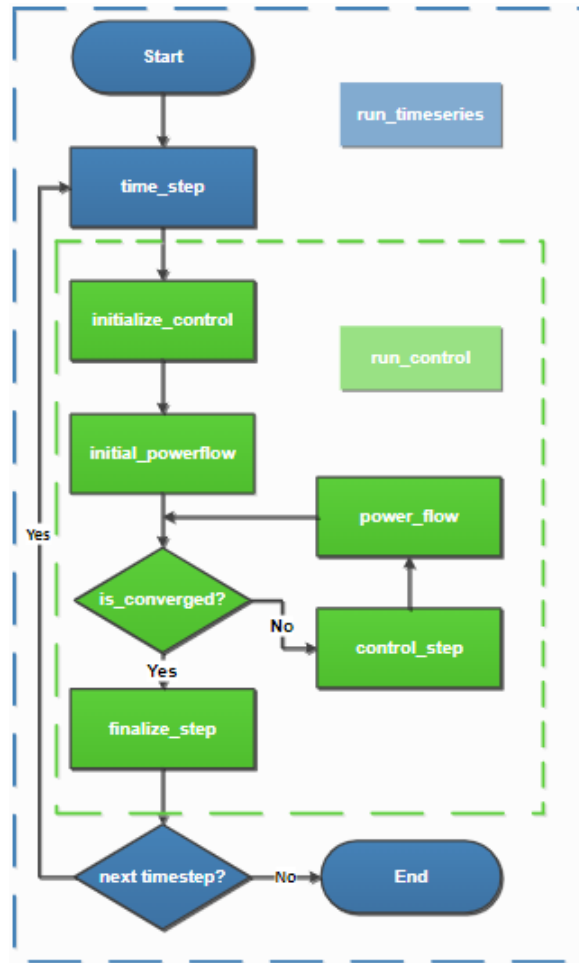 Start
run_timeseries
time_step
initialize_control
run_control
initial_powerflow
power_flow
Yes
is_converged?
No
control_step
Yes
finalize_step
next timestep?
No
End